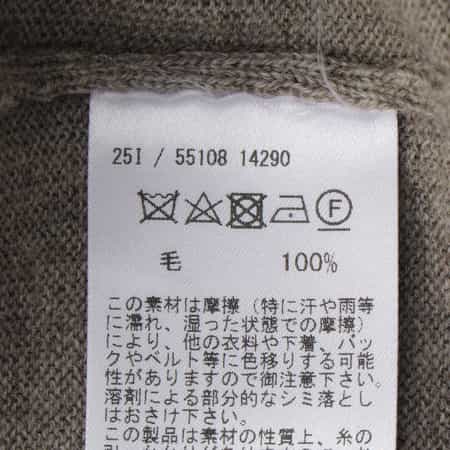 25I / 55108 14290
F
毛 100%
この素材は摩擦（特に汗や雨等
に濡れ、湿った状態での摩擦）
により、他の衣料や下着、バッ
クやベルト等に色移りする可能
性がありますので御注意下さい。
溶剤による部分的なシミ落とし
はおさけ下さい。
この製品は素材の性質上、糸の